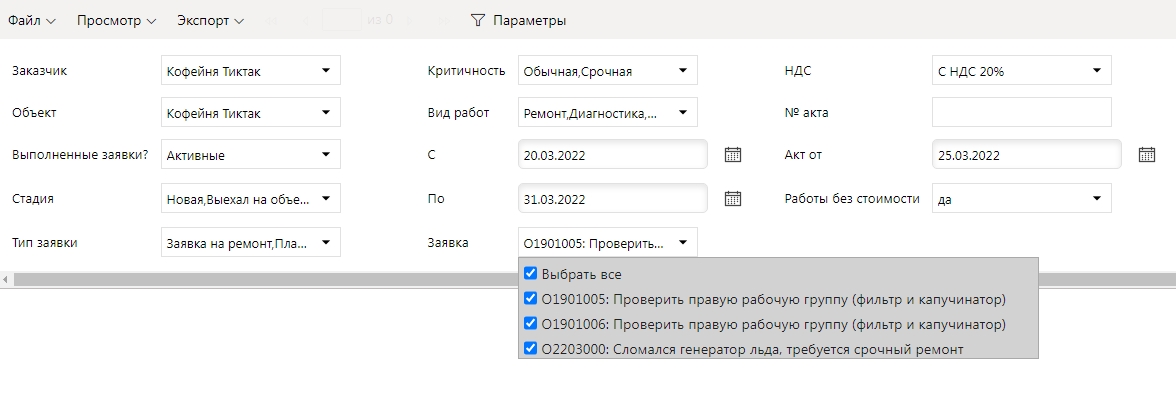 Файл Просмотр Экспорт из 0 Параметры
Заказчик Кофейня Тиктак Критичность Обычная,Срочная НДС С НДС 20%
Объект Кофейня Тиктак Вид работ Ремонт,Диагностика,... № акта
Выполненные заявки? Активные С 20.03.2022 Акт от 25.03.2022
Стадия Новая,Выехал на объе... По 31.03.2022 Работы без стоимости да
Тип заявки Заявка на ремонт,Пла... Заявка О1901005: Проверить...
Выбрать все
О1901005: Проверить правую рабочую группу (фильтр и капучинатор)
О1901006: Проверить правую рабочую группу (фильтр и капучинатор)
О2203000: Сломался генератор льда, требуется срочный ремонт